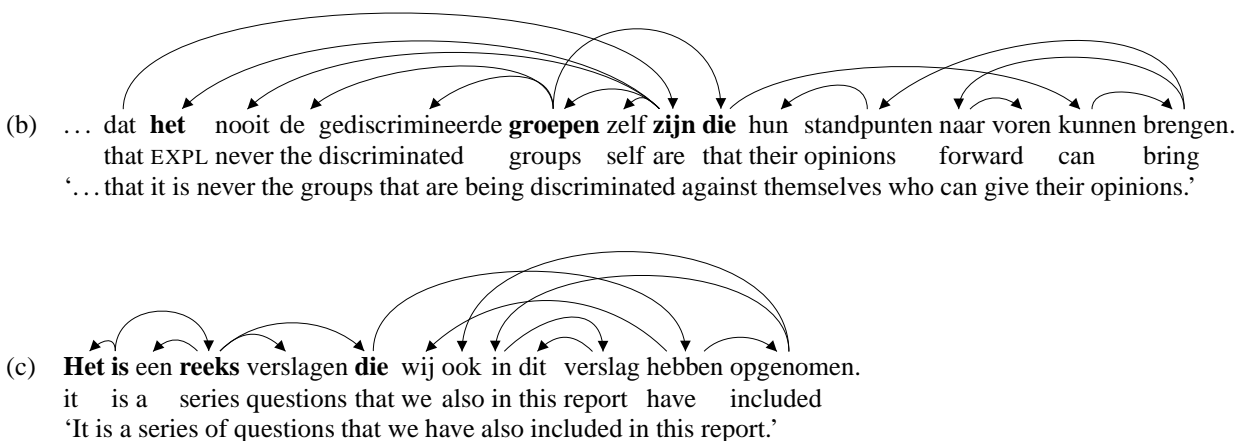 (b) … dat het nooit de gediscrimineerde groepen zelf zijn die hun standpunten naar voren kunnen brengen.
that EXPL never the discriminated groups self are that their opinions forward can bring
‘…that it is never the groups that are being discriminated against themselves who can give their opinions.’
(c) Het is een reeks verslagen die wij ook in dit verslag hebben opgenomen.
it is a series questions that we also in this report have included
‘It is a series of questions that we have also included in this report.’